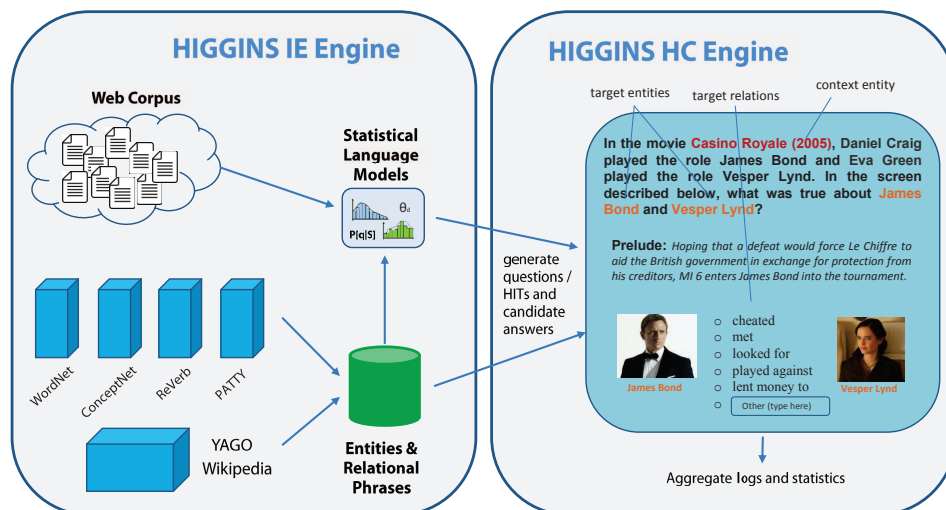 HIGGINS IE Engine
Web Corpus
Statistical
Language
Models
θd
P[q|S]
WordNet
ConceptNet
ReVerb
PATTY
YAGO
Wikipedia
Entities &
Relational
Phrases
generate
questions /
HITs and
candidate
answers
HIGGINS HC Engine
target entities
target relations
context entity
In the movie Casino Royale (2005), Daniel Craig
played the role James Bond and Eva Green
played the role Vesper Lynd. In the screen
described below, what was true about James
Bond and Vesper Lynd?
Prelude: Hoping that a defeat would force Le Chiffre to
aid the British government in exchange for protection from
his creditors, MI 6 enters James Bond into the tournament.
James Bond
cheated
met
looked for
played against
lent money to
Other (type here)
Vesper Lynd
Aggregate logs and statistics